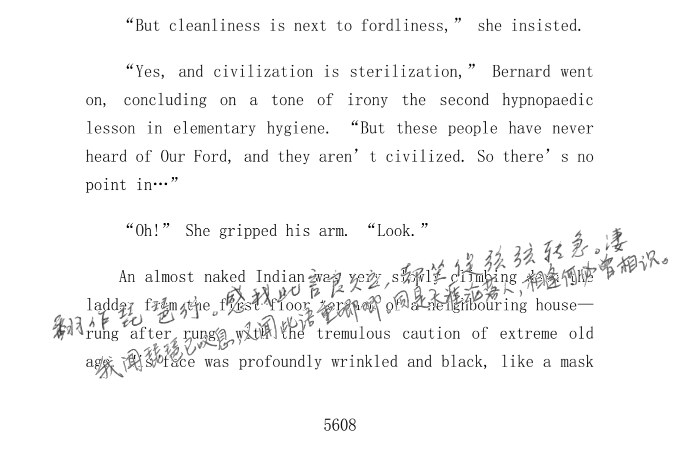 “But cleanliness is next to fordliness,” she insisted.
“Yes, and civilization is sterilization,” Bernard went
on, concluding on a tone of irony the second hypnopaedic
lesson in elementary hygiene. “But these people have never
heard of Our Ford, and they aren’t civilized. So there’s no
point in…”
“Oh!” She gripped his arm. “Look.”
An almost naked Indian was very slowly climbing down the
ladder from the first floor terrace of a neighbouring house—
rung after rung, with the tremulous caution of extreme old
age. His face was profoundly wrinkled and black, like a mask
翻作琵琶行。感我此言良久立，却坐促弦弦转急。凄
我闻琵琶已叹息，又闻此语重唧唧。同是天涯沦落人，相逢何必曾相识。
5608